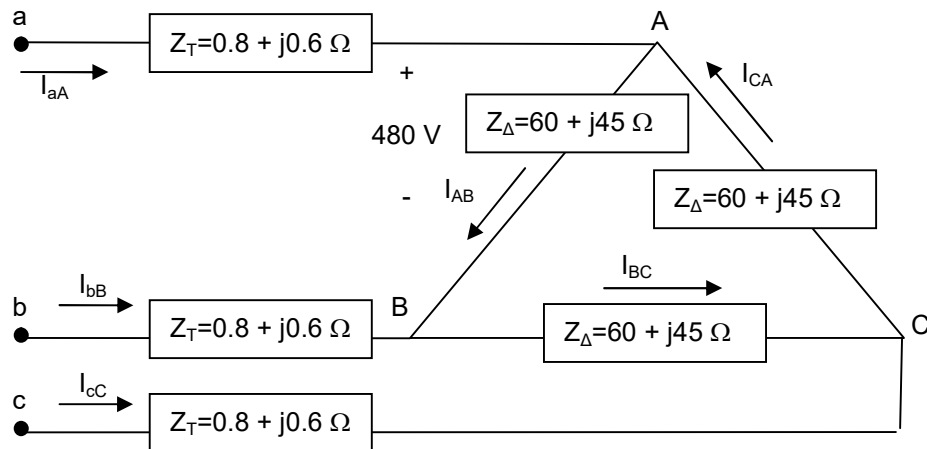 a
A
Z_T=0.8 + j0.6 Ω
I_aA
+
I_CA
480 V
Z_Δ=60 + j45 Ω
-
I_AB
Z_Δ=60 + j45 Ω
I_bB
I_BC
b
B
C
Z_T=0.8 + j0.6 Ω
Z_Δ=60 + j45 Ω
I_cC
c
Z_T=0.8 + j0.6 Ω